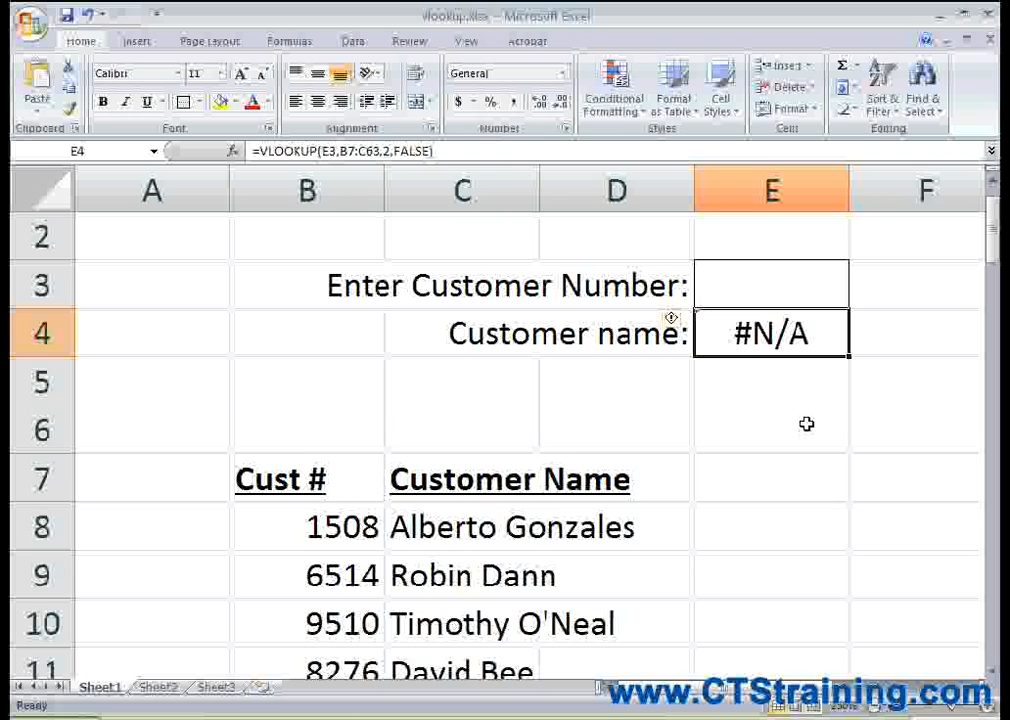 vlookup.xlsx - Microsoft Excel
Home Insert Page Layout Formulas Data Review View Acrobat
Calibri 11 General
Paste
B I U A $ % , Conditional Formatting Format as Table Cell Styles
Insert
Delete
Format
Sort & Filter Find & Select
Clipboard Font Alignment Number Styles Cells Editing
E4 fx =VLOOKUP(E3,B7:C63,2,FALSE)
A B C D E F
2
3 Enter Customer Number:
4 Customer name: #N/A
5
6
7 Cust # Customer Name
8 1508 Alberto Gonzales
9 6514 Robin Dann
10 9510 Timothy O'Neal
11 8276 David Bee
Sheet1 Sheet2 Sheet3
www.CTStraining.com
Ready